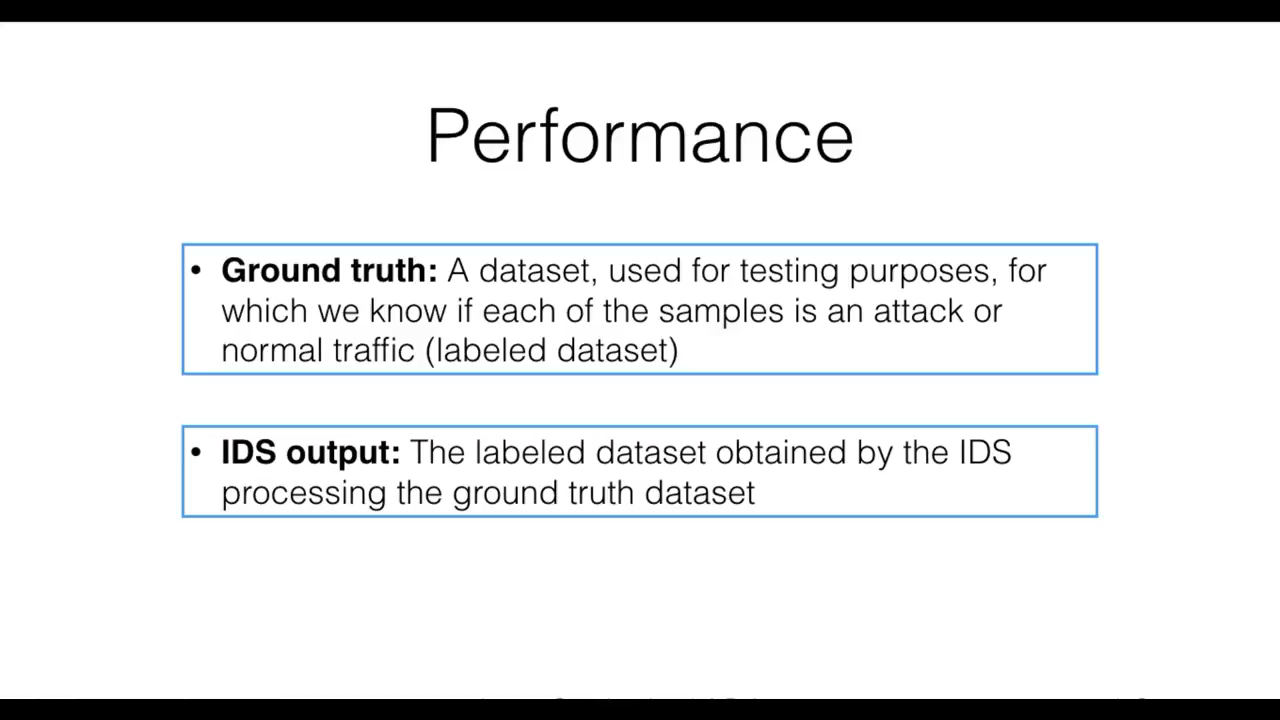 Performance
• Ground truth: A dataset, used for testing purposes, for
which we know if each of the samples is an attack or
normal traffic (labeled dataset)
• IDS output: The labeled dataset obtained by the IDS
processing the ground truth dataset